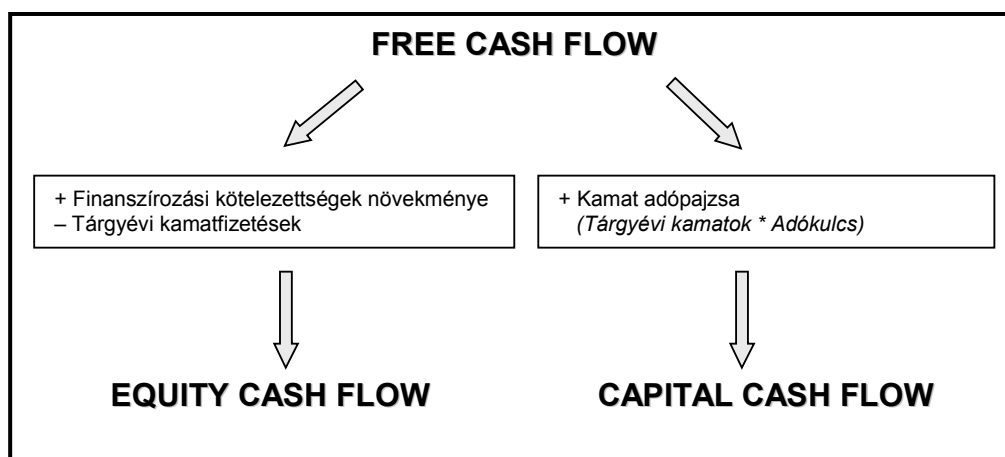 FREE CASH FLOW
+ Finanszírozási kötelezettségek növekménye
– Tárgyévi kamatfizetések
+ Kamat adópajzsa
(Tárgyévi kamatok * Adókulcs)
EQUITY CASH FLOW
CAPITAL CASH FLOW